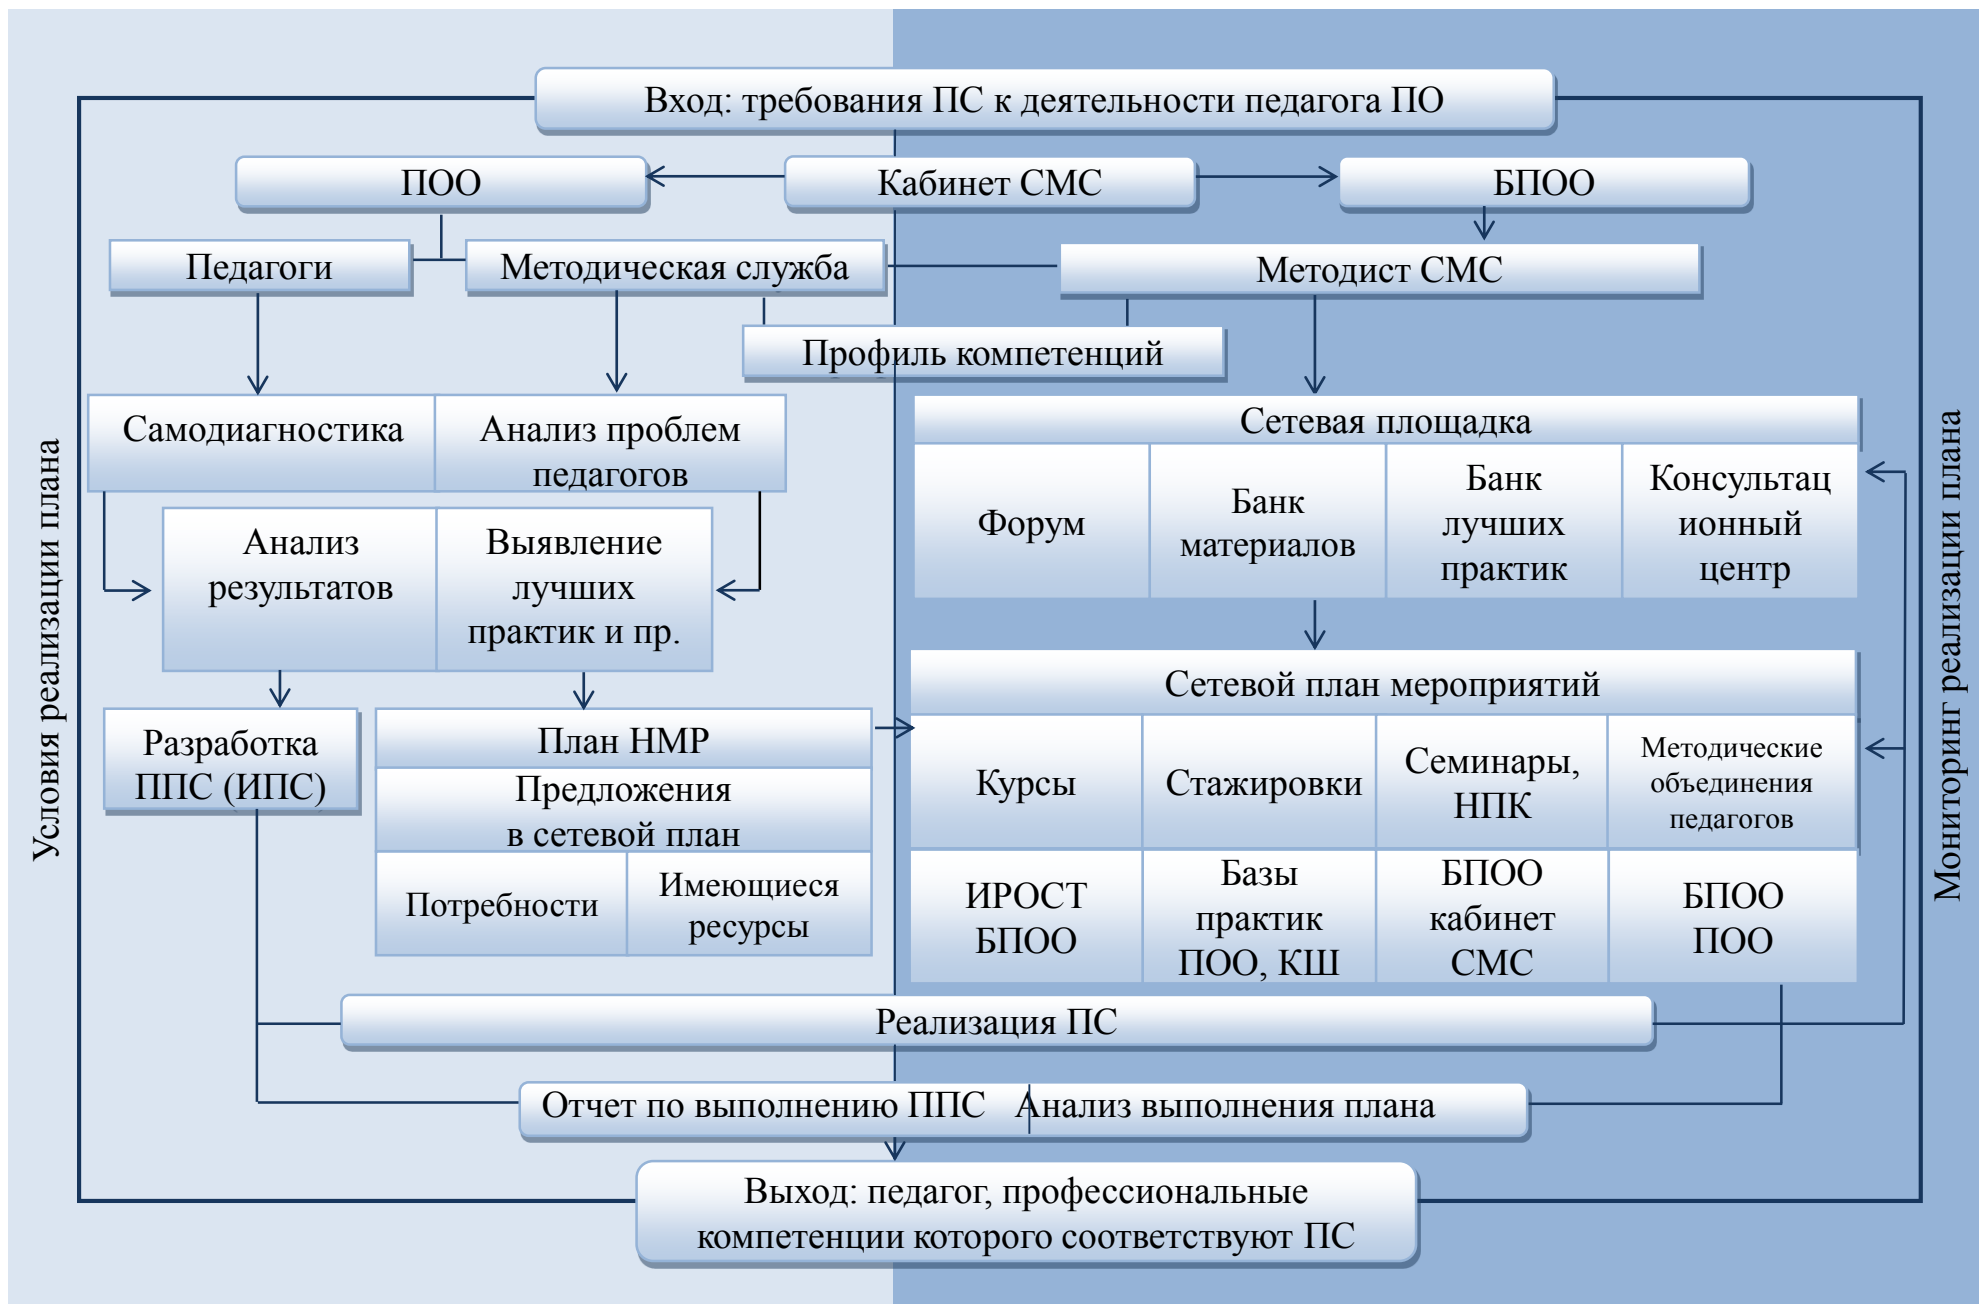 Вход: требования ПС к деятельности педагога ПО
ПОО
Кабинет СМС
БПОО
Педагоги
Методическая служба
Методист СМС
Профиль компетенций
Условия реализации плана
Мониторинг реализации плана
Самодиагностика
Анализ проблем
педагогов
Анализ
результатов
Выявление
лучших
практик и пр.
Разработка
ППС (ИПС)
План НМР
Предложения
в сетевой план
Потребности
Имеющиеся
ресурсы
Сетевая площадка
Форум
Банк
материалов
Банк
лучших
практик
Консультац
ионный
центр
Сетевой план мероприятий
Курсы
Стажировки
Семинары,
НПК
Методические
объединения
педагогов
ИРОСТ
БПОО
Базы
практик
ПОО, КШ
БПОО
кабинет
СМС
БПОО
ПОО
Реализация ПС
Отчет по выполнению ППС
Анализ выполнения плана
Выход: педагог, профессиональные
компетенции которого соответствуют ПС